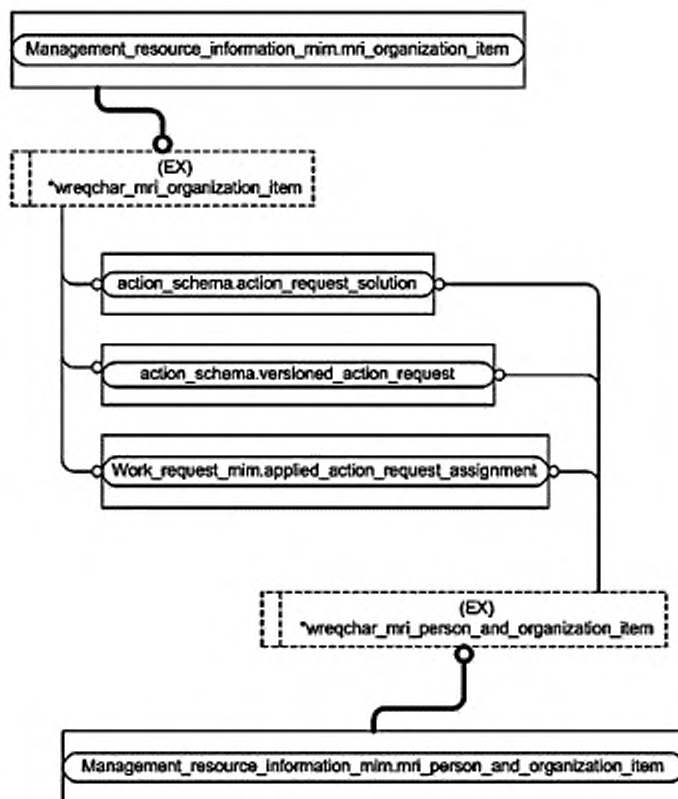 Management_resource_information_mim.mri_organization_item
(EX)
*wreqchar_mri_organization_item
action_schema.action_request_solution
action_schema.versioned_action_request
Work_request_mim.applied_action_request_assignment
(EX)
*wreqchar_mri_person_and_organization_item
Management_resource_information_mim.mri_person_and_organization_item